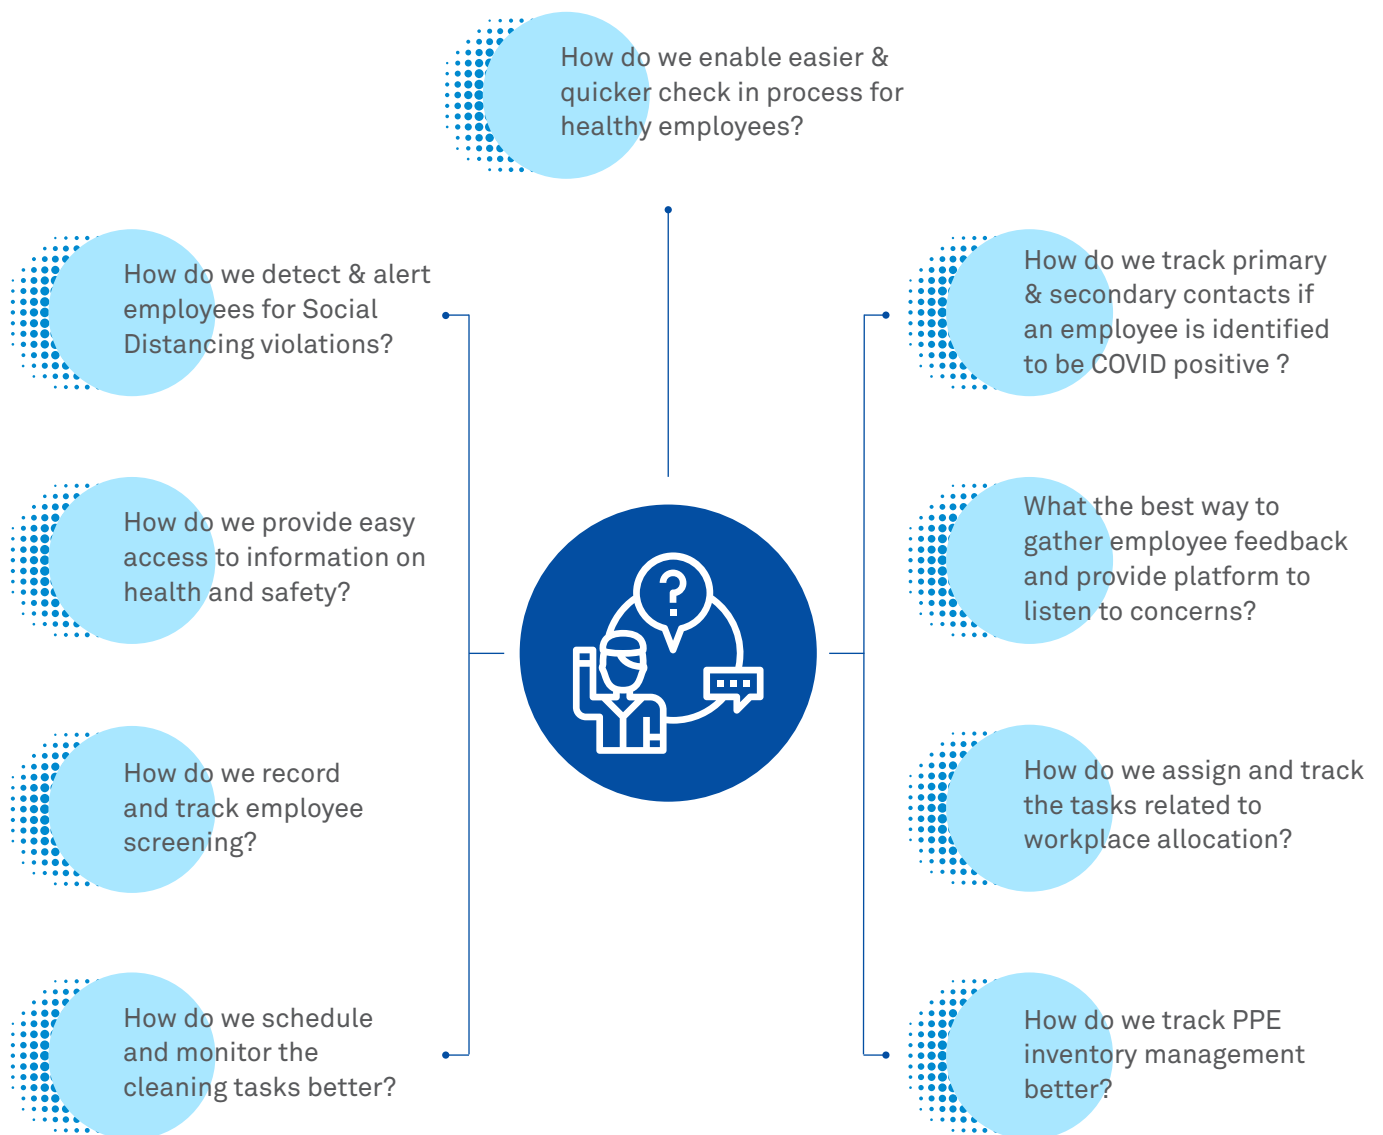 How do we enable easier &
quicker check in process for
healthy employees?
How do we detect & alert
employees for Social
Distancing violations?
How do we provide easy
access to information on
health and safety?
How do we record
and track employee
screening?
How do we schedule
and monitor the
cleaning tasks better?
How do we track primary
& secondary contacts if
an employee is identified
to be COVID positive ?
What the best way to
gather employee feedback
and provide platform to
listen to concerns?
How do we assign and track
the tasks related to
workplace allocation?
How do we track PPE
inventory management
better?
?